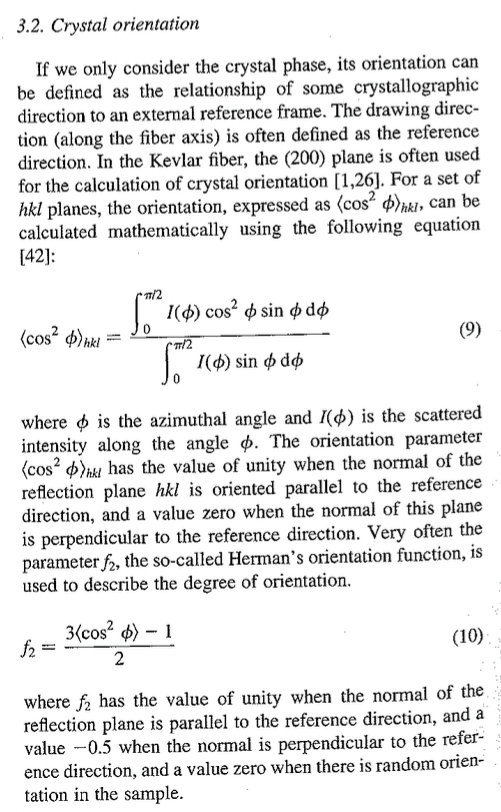 3.2. Crystal orientation
If we only consider the crystal phase, its orientation can
be defined as the relationship of some crystallographic
direction to an external reference frame. The drawing direc-
tion (along the fiber axis) is often defined as the reference
direction. In the Kevlar fiber, the (200) plane is often used
for the calculation of crystal orientation [1,26]. For a set of
hkl planes, the orientation, expressed as ⟨cos² ϕ⟩hkl, can be
calculated mathematically using the following equation
[42]:
⟨cos² ϕ⟩hkl = ∫₀^π/2 I(ϕ) cos² ϕ sin ϕ dϕ / ∫₀^π/2 I(ϕ) sin ϕ dϕ (9)
where ϕ is the azimuthal angle and I(ϕ) is the scattered
intensity along the angle ϕ. The orientation parameter
⟨cos² ϕ⟩hkl has the value of unity when the normal of the
reflection plane hkl is oriented parallel to the reference
direction, and a value zero when the normal of this plane
is perpendicular to the reference direction. Very often the
parameter f₂, the so-called Herman's orientation function, is
used to describe the degree of orientation.
f₂ = 3⟨cos² ϕ⟩ − 1 / 2 (10)
where f₂ has the value of unity when the normal of the
reflection plane is parallel to the reference direction, and a
value −0.5 when the normal is perpendicular to the refer-
ence direction, and a value zero when there is random orien-
tation in the sample.